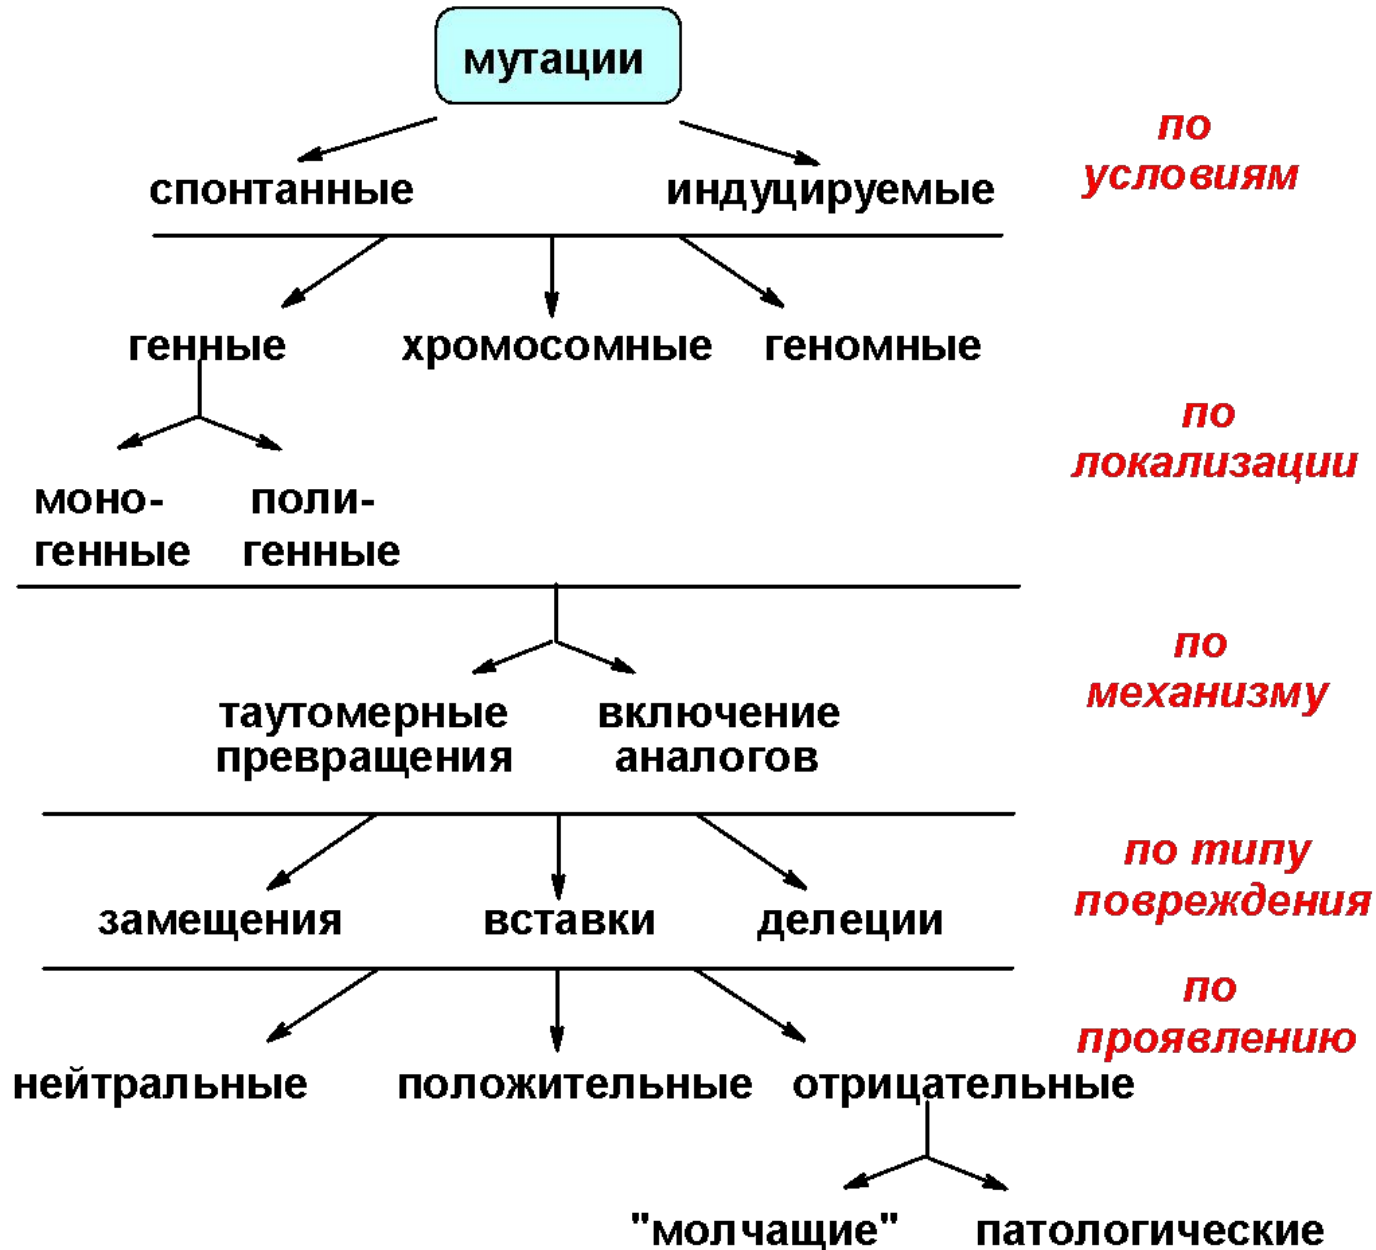 мутации
по
условиям
спонтанные индуцируемые
генные хромосомные геномные
по
локализации
моно- поли-
генные генные
по
механизму
таутомерные включение
превращения аналогов
по типу
повреждения
замещения вставки делеции
по
проявлению
нейтральные положительные отрицательные
"молчащие" патологические